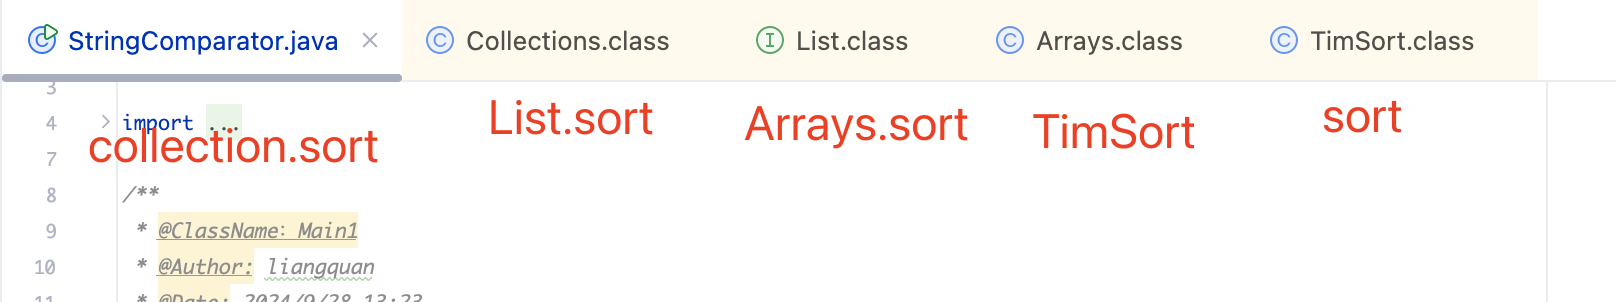 StringComparator.java Collections.class List.class Arrays.class TimSort.class
3
4 import ...
collection.sort List.sort Arrays.sort TimSort sort
7
8 /**
9 * @ClassName: Main1
10 * @Author: liangquan
11 * @Date: 2024/9/28 13:23